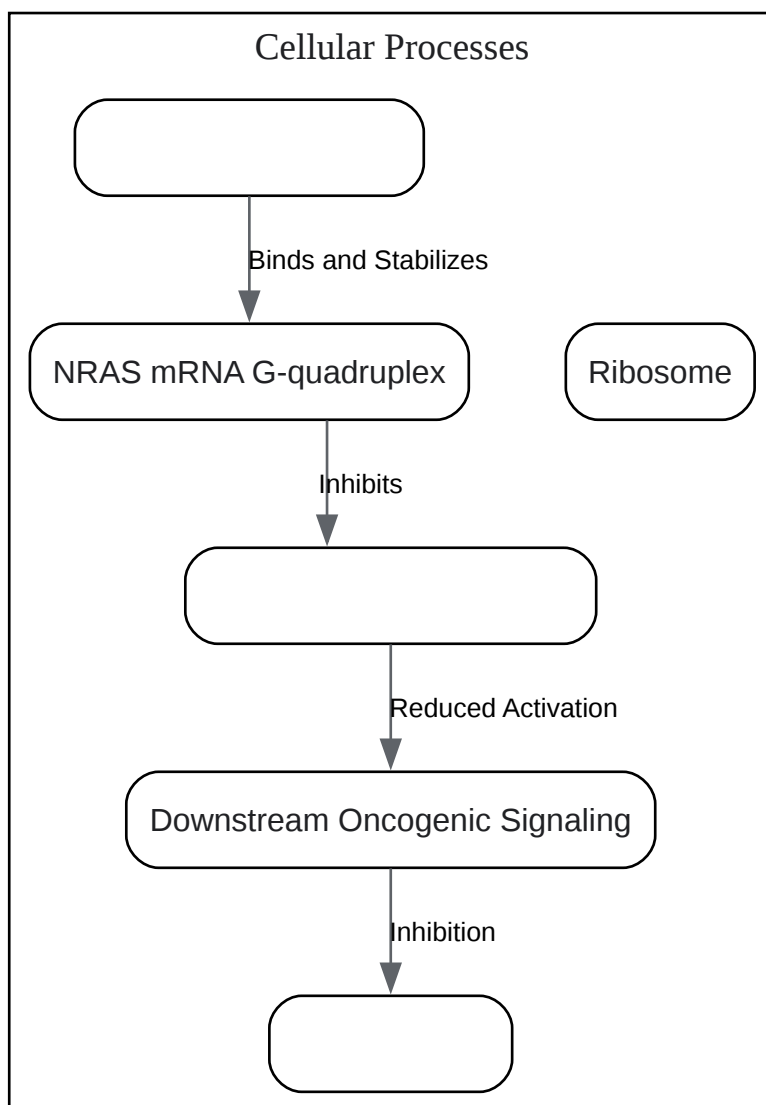 Cellular Processes
Binds and Stabilizes
NRAS mRNA G-quadruplex
Ribosome
Inhibits
Reduced Activation
Downstream Oncogenic Signaling
Inhibition